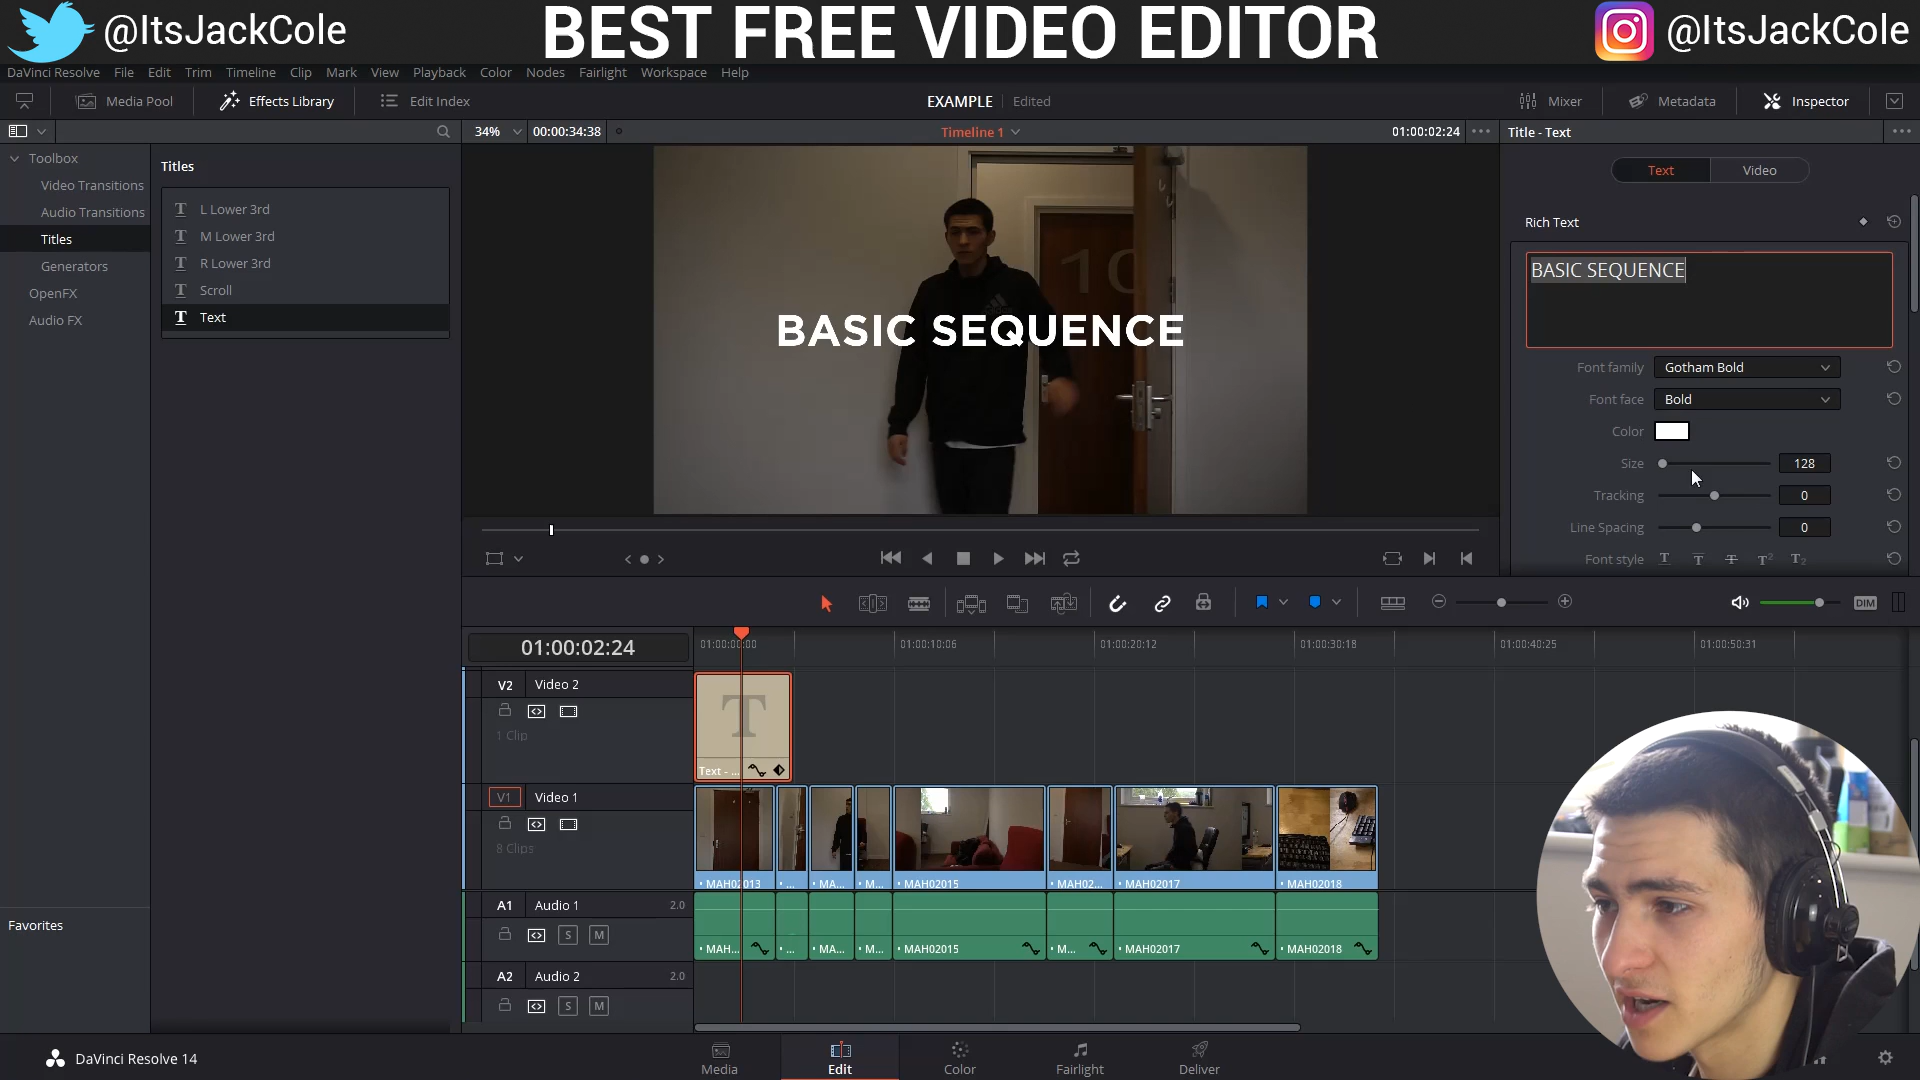 @ItsJackCole
BEST FREE VIDEO EDITOR
@ItsJackCole
DaVinci Resolve File Edit Trim Timeline Clip Mark View Playback Color Nodes Fairlight Workspace Help
Media Pool Effects Library Edit Index EXAMPLE Edited Mixer Metadata Inspector
34% 00:00:34:38 Timeline 1 01:00:02:24 Title - Text
Toolbox
Video Transitions
Audio Transitions
Titles
Generators
OpenFX
Audio FX
Favorites
Titles
L Lower 3rd
M Lower 3rd
R Lower 3rd
Scroll
Text
BASIC SEQUENCE
10
Text Video
Rich Text
BASIC SEQUENCE
Font family Gotham Bold
Font face Bold
Color
Size 128
Tracking 0
Line Spacing 0
Font style T T T T² T₂
DIM
01:00:02:24
01:00:00:00 01:00:10:06 01:00:20:12 01:00:30:18 01:00:40:25 01:00:50:31
V2 Video 2
1 Clip
T
Text - ...
V1 Video 1
8 Clips
MAH02013 ... MA... M... MAH02015 MAH02... MAH02017 MAH02018
A1 Audio 1 2.0
S M
MAH... ... MA... M... MAH02015 M... MAH02017 MAH02018
A2 Audio 2 2.0
S M
DaVinci Resolve 14
Media Edit Color Fairlight Deliver